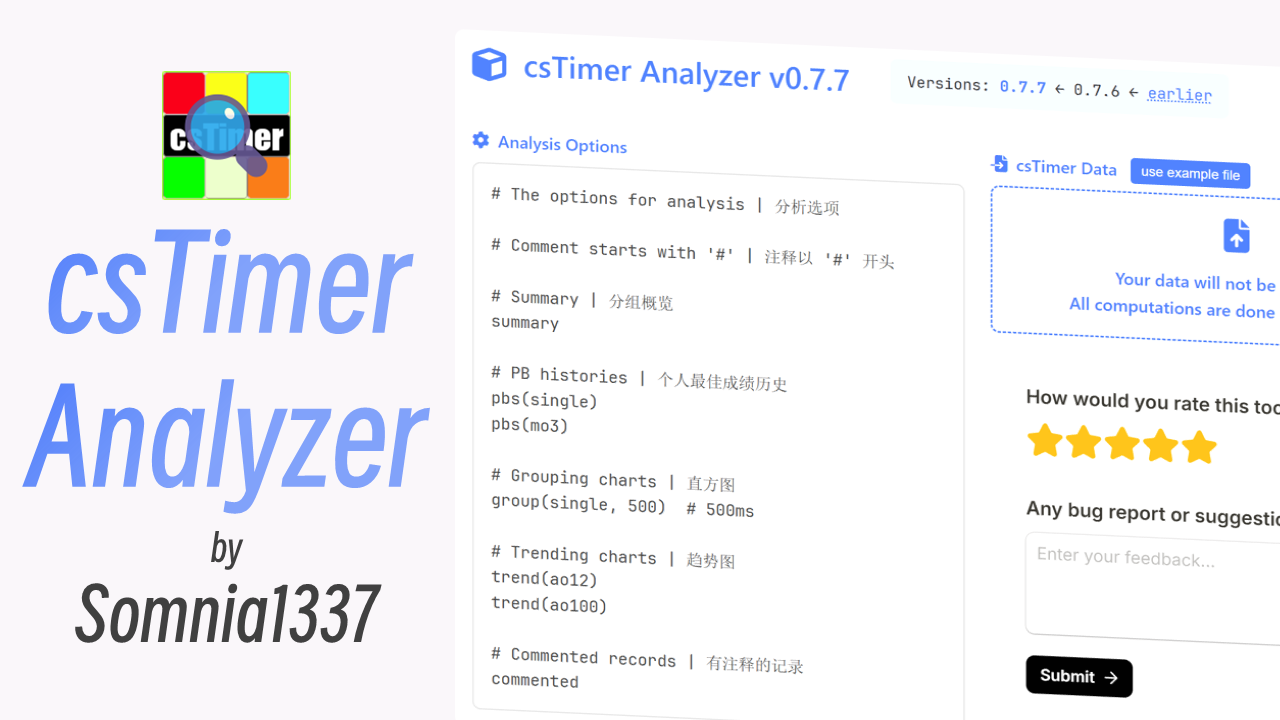 csTimer
csTimer
Analyzer
by
Somnia1337
csTimer Analyzer v0.7.7
Versions: 0.7.7 ← 0.7.6 ← earlier
Analysis Options
# The options for analysis | 分析选项
# Comment starts with '#' | 注释以 '#' 开头
# Summary | 分组概览
summary
# PB histories | 个人最佳成绩历史
pbs(single)
pbs(mo3)
# Grouping charts | 直方图
group(single, 500)  # 500ms
# Trending charts | 趋势图
trend(ao12)
trend(ao100)
# Commented records | 有注释的记录
commented
csTimer Data
use example file
Your data will not be
All computations are done
How would you rate this
Any bug report or
Enter your feedback...
Submit →